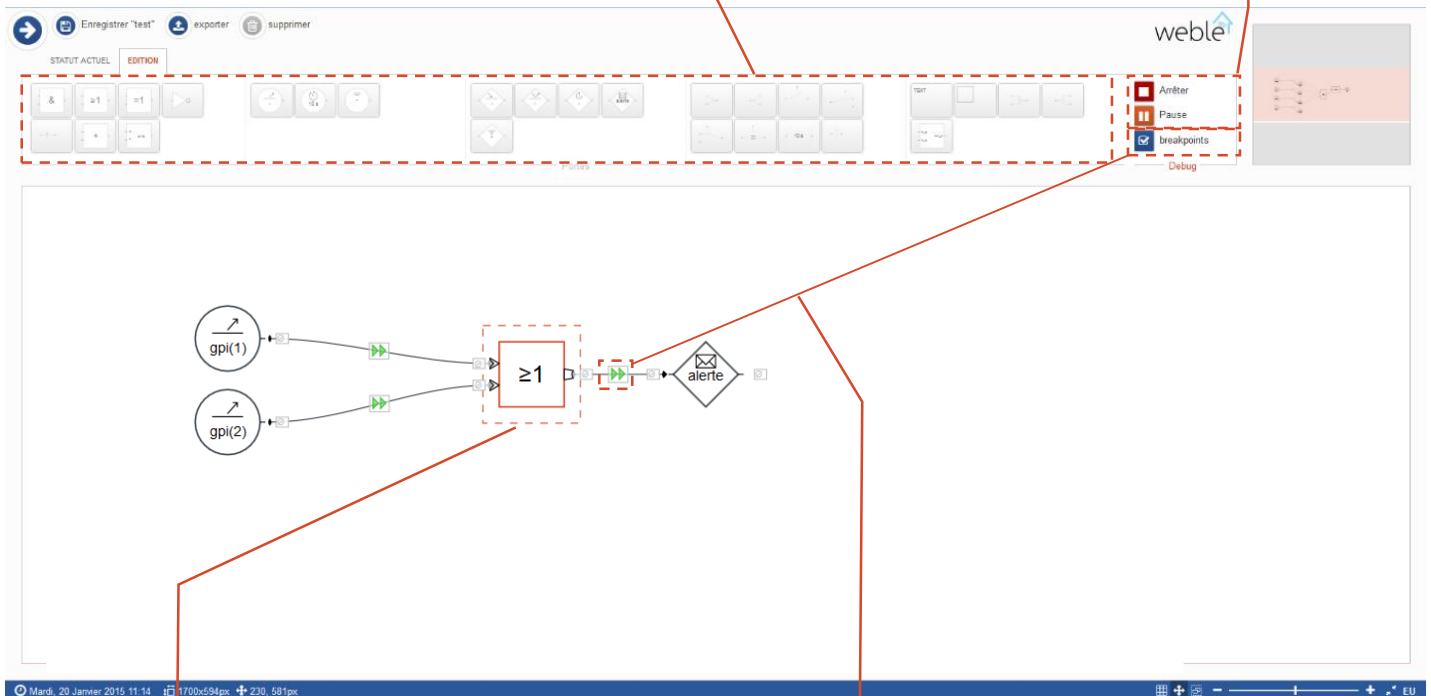 Enregistrer "test" exporter supprimer
weble
STATUT ACTUEL EDITION
& ≥1 =1
TEXT
Arrêter
Pause
breakpoints
Portes
Debug
gpi(1)
≥1
alerte
gpi(2)
Mardi, 20 Janvier 2015 11:14 1700x594px 230, 581px
EU